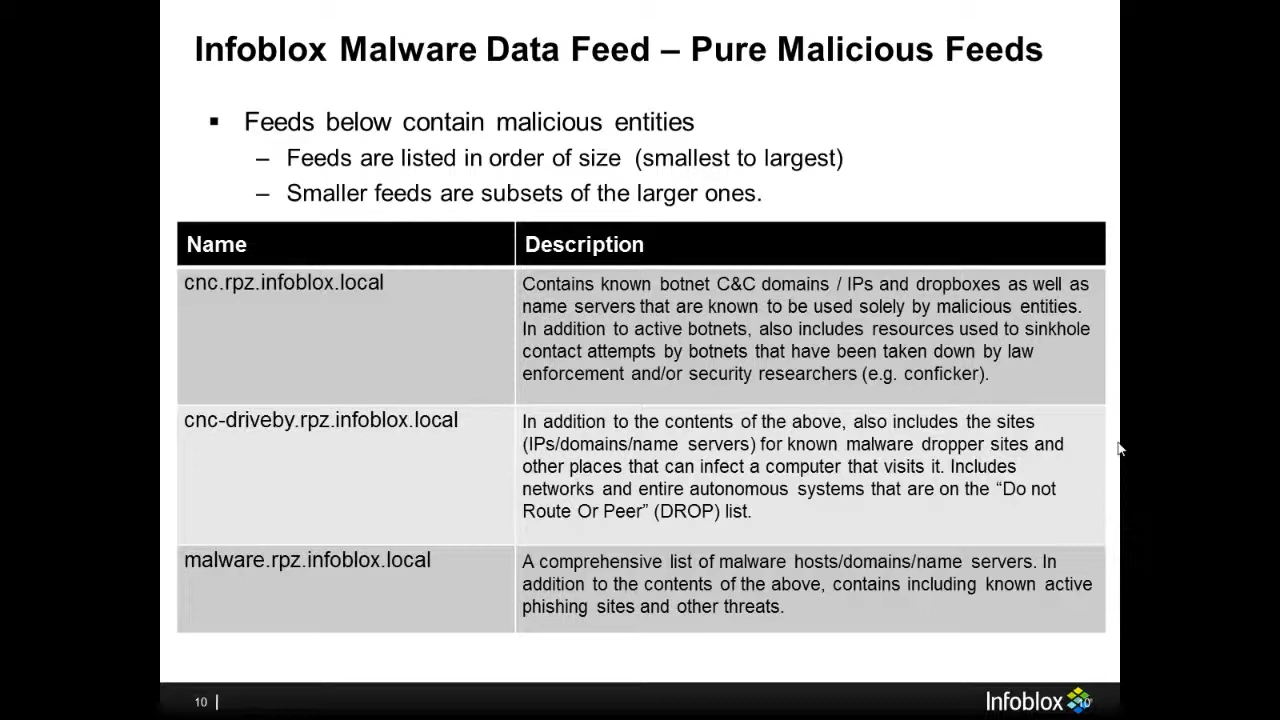 Infoblox Malware Data Feed – Pure Malicious Feeds
▪ Feeds below contain malicious entities
– Feeds are listed in order of size (smallest to largest)
– Smaller feeds are subsets of the larger ones.
Name
Description
cnc.rpz.infoblox.local
Contains known botnet C&C domains / IPs and dropboxes as well as
name servers that are known to be used solely by malicious entities.
In addition to active botnets, also includes resources used to sinkhole
contact attempts by botnets that have been taken down by law
enforcement and/or security researchers (e.g. conficker).
cnc-driveby.rpz.infoblox.local
In addition to the contents of the above, also includes the sites
(IPs/domains/name servers) for known malware dropper sites and
other places that can infect a computer that visits it. Includes
networks and entire autonomous systems that are on the “Do not
Route Or Peer” (DROP) list.
malware.rpz.infoblox.local
A comprehensive list of malware hosts/domains/name servers. In
addition to the contents of the above, contains including known active
phishing sites and other threats.
10 |
Infoblox
10